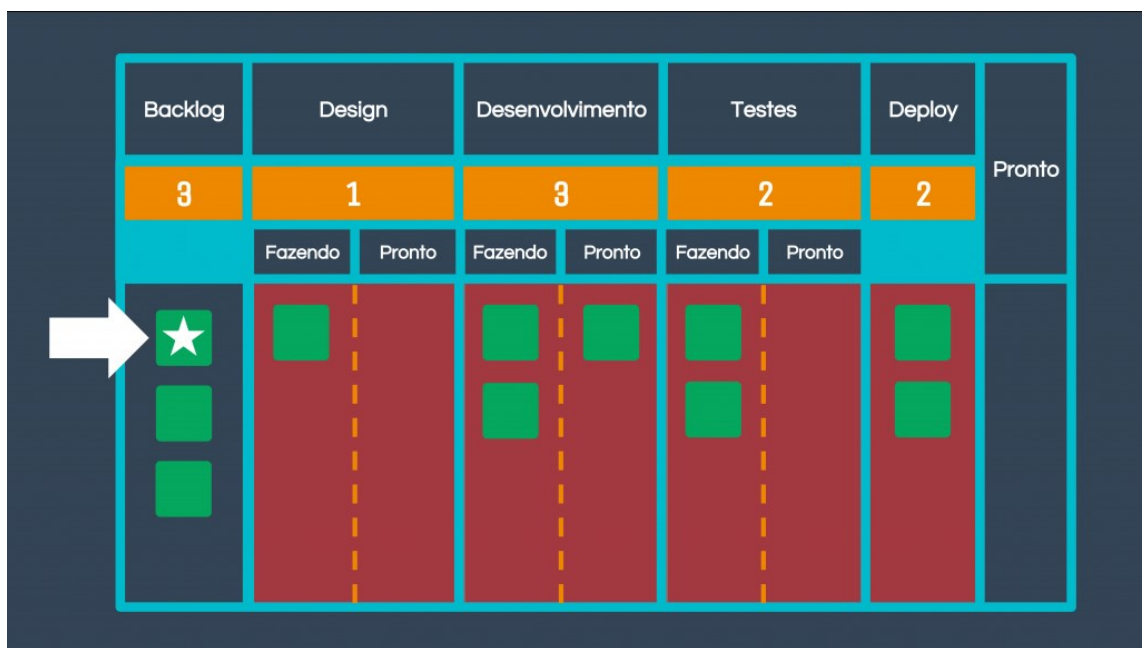 Backlog
Design
Desenvolvimento
Testes
Deploy
Pronto
3
1
3
2
2
Fazendo
Pronto
Fazendo
Pronto
Fazendo
Pronto